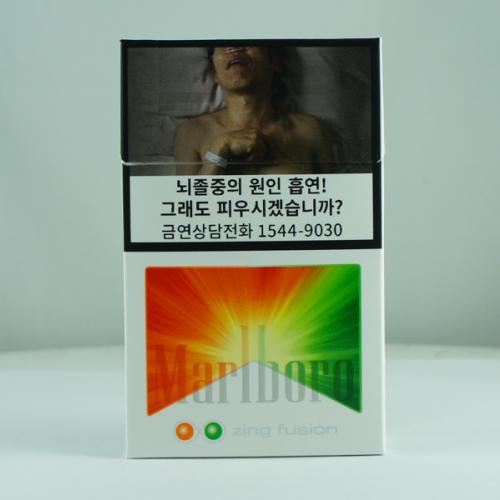 뇌졸중의 원인 흡연!
그래도 피우시겠습니까?
금연상담전화 1544-9030
Marlboro
zing fusion